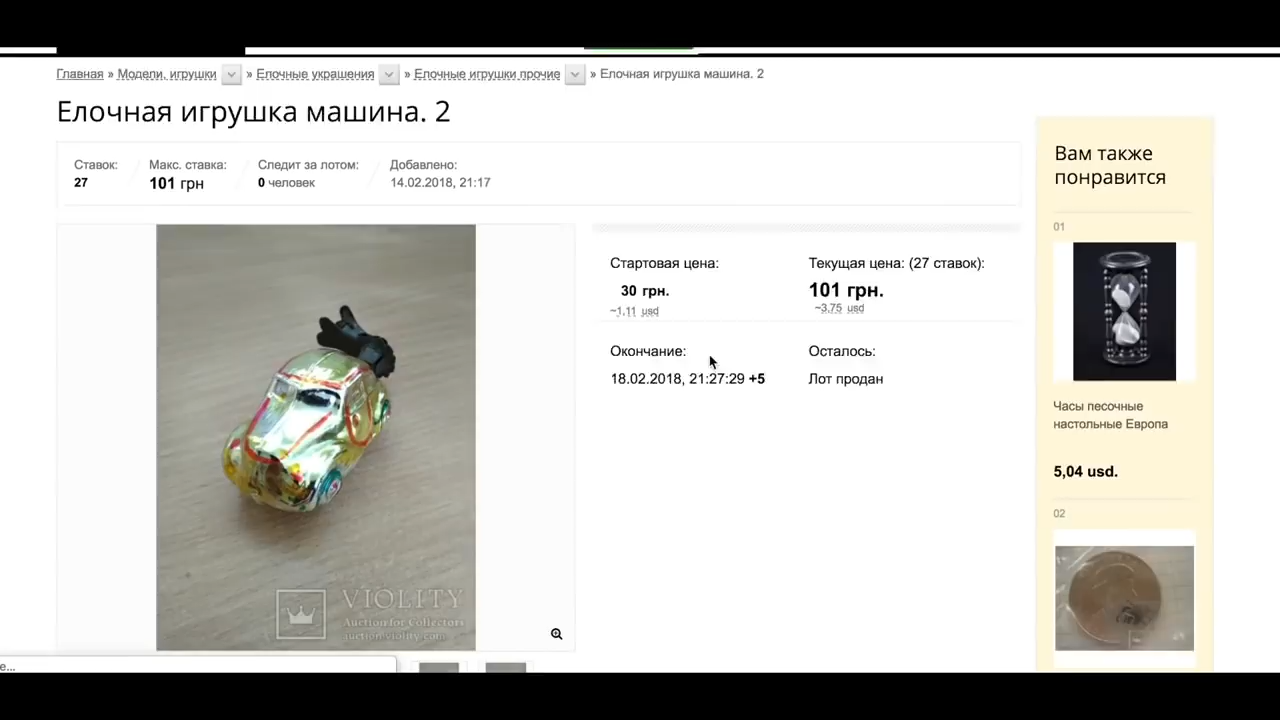 Главная » Модели, игрушки » Елочные украшения » Елочные игрушки прочие » Елочная игрушка машина. 2
Елочная игрушка машина. 2
Ставок: Макс. ставка: Следит за лотом: Добавлено:
27 101 грн 0 человек 14.02.2018, 21:17
Стартовая цена: Текущая цена: (27 ставок):
30 грн. 101 грн.
~1,11 usd ~3,75 usd
Окончание: Осталось:
18.02.2018, 21:27:29 +5 Лот продан
VIOLITY
Auction for Collectors
auction.violity.com
е...
Вам также
понравится
01
Часы песочные
настольные Европа
5,04 usd.
02